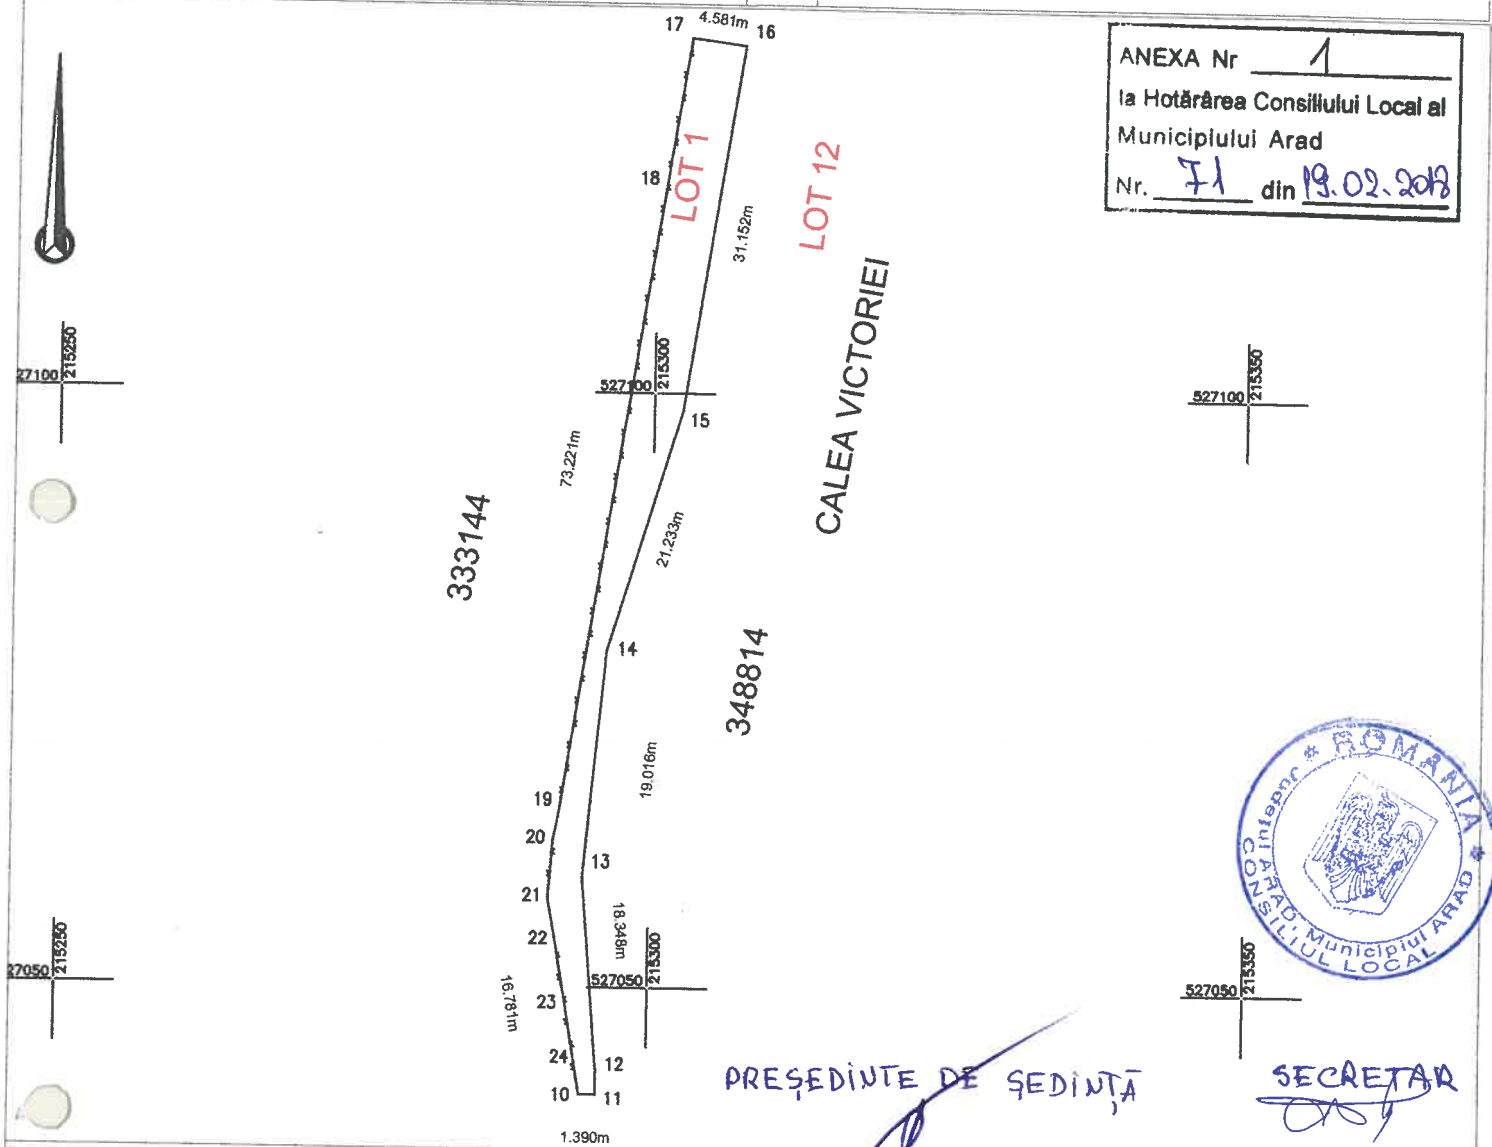 17 4.581m 16
ANEXA Nr 1
la Hotărârea Consiliului Local al
Municipiului Arad
Nr. 71 din 19.02.2018
18
LOT 1
LOT 12
31.152m
CALEA VICTORIEI
27100 215250
527100 215300
527100 215350
15
73.221m
333144
21.233m
14
348814
19.016m
19
20
13
21
22
18.348m
27050 215250
527050 215300
527050 215350
16.781m
23
24
12
10
11
1.390m
* ROMANIA *
ARAD, Municipiul ARAD
CONSILIUL LOCAL
PREȘEDINTE DE ȘEDINȚĂ
SECRETAR